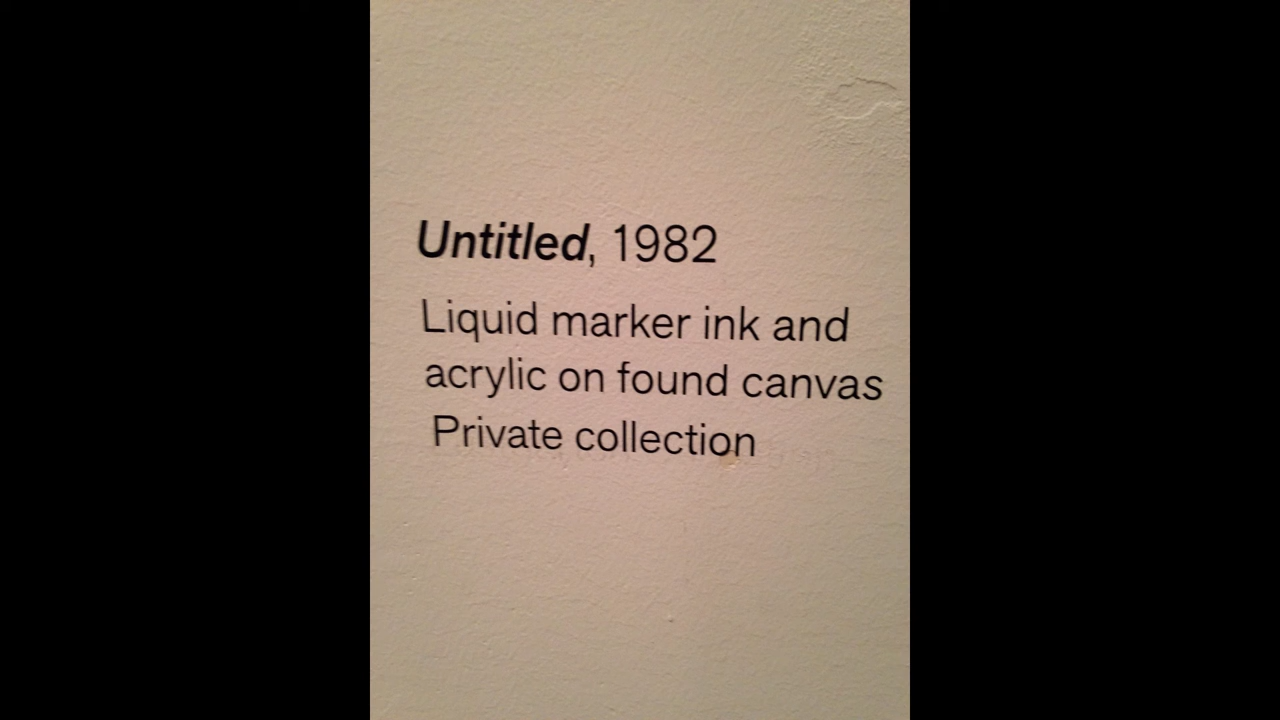 Untitled, 1982
Liquid marker ink and
acrylic on found canvas
Private collection